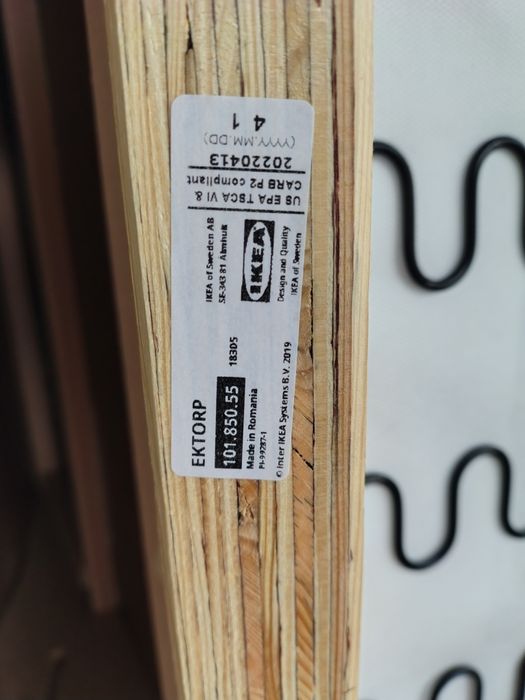 EKTORP
101.850.55 18305
Made in Romania
PI-99287-1
© Inter IKEA Systems B.V. 2019
IKEA of Sweden AB
SE-343 81 Älmhult
IKEA
Design and Quality
IKEA of Sweden
US EPA TSCA VI &
CARB P2 compliant
20220413
(YYYY.MM.DD)
4 1